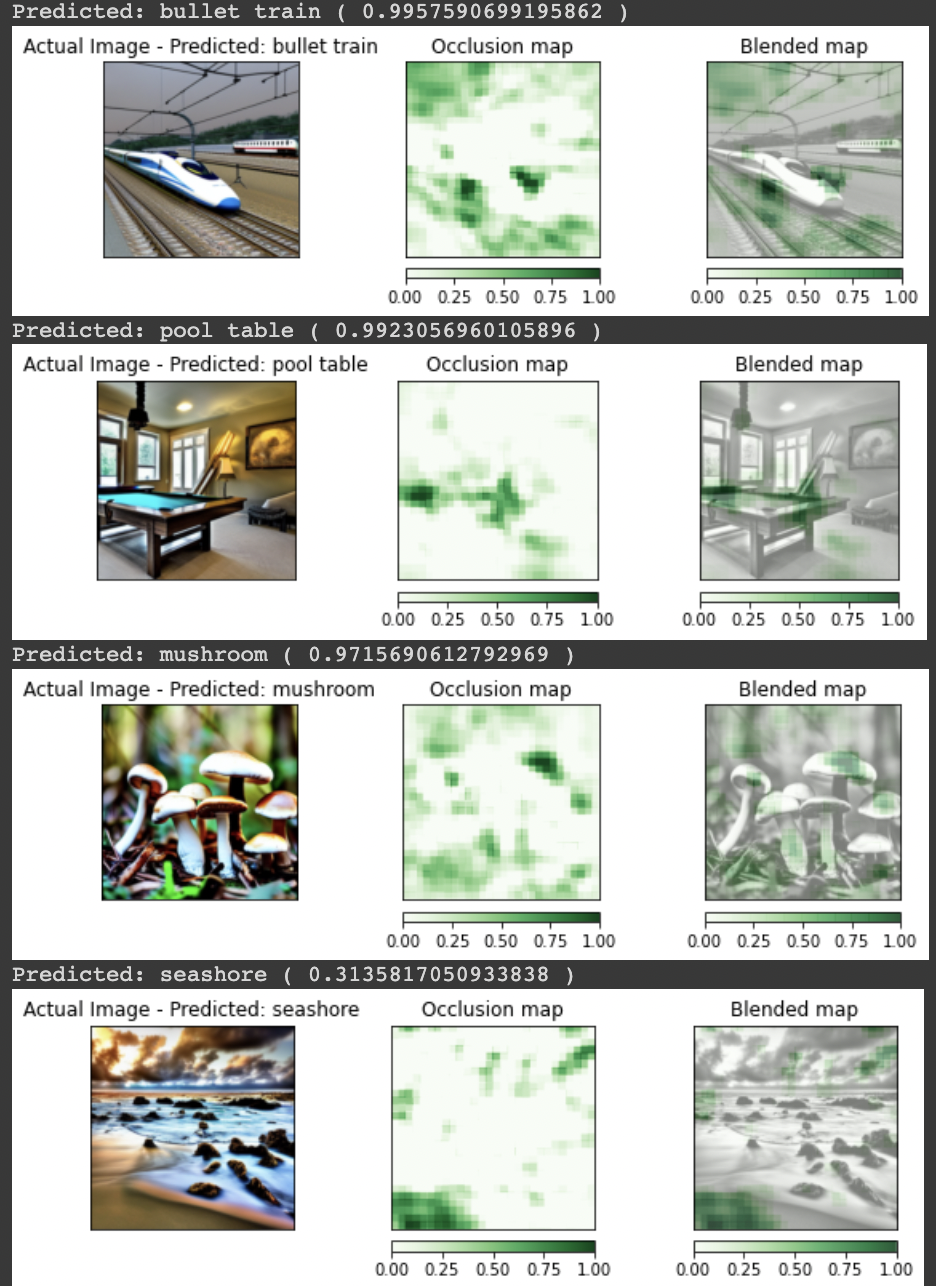 Predicted: bullet train ( 0.9957590699195862 )
Actual Image - Predicted: bullet train
Occlusion map
Blended map
0.00 0.25 0.50 0.75 1.00
0.00 0.25 0.50 0.75 1.00
Predicted: pool table ( 0.9923056960105896 )
Actual Image - Predicted: pool table
Occlusion map
Blended map
0.00 0.25 0.50 0.75 1.00
0.00 0.25 0.50 0.75 1.00
Predicted: mushroom ( 0.9715690612792969 )
Actual Image - Predicted: mushroom
Occlusion map
Blended map
0.00 0.25 0.50 0.75 1.00
0.00 0.25 0.50 0.75 1.00
Predicted: seashore ( 0.3135817050933838 )
Actual Image - Predicted: seashore
Occlusion map
Blended map
0.00 0.25 0.50 0.75 1.00
0.00 0.25 0.50 0.75 1.00